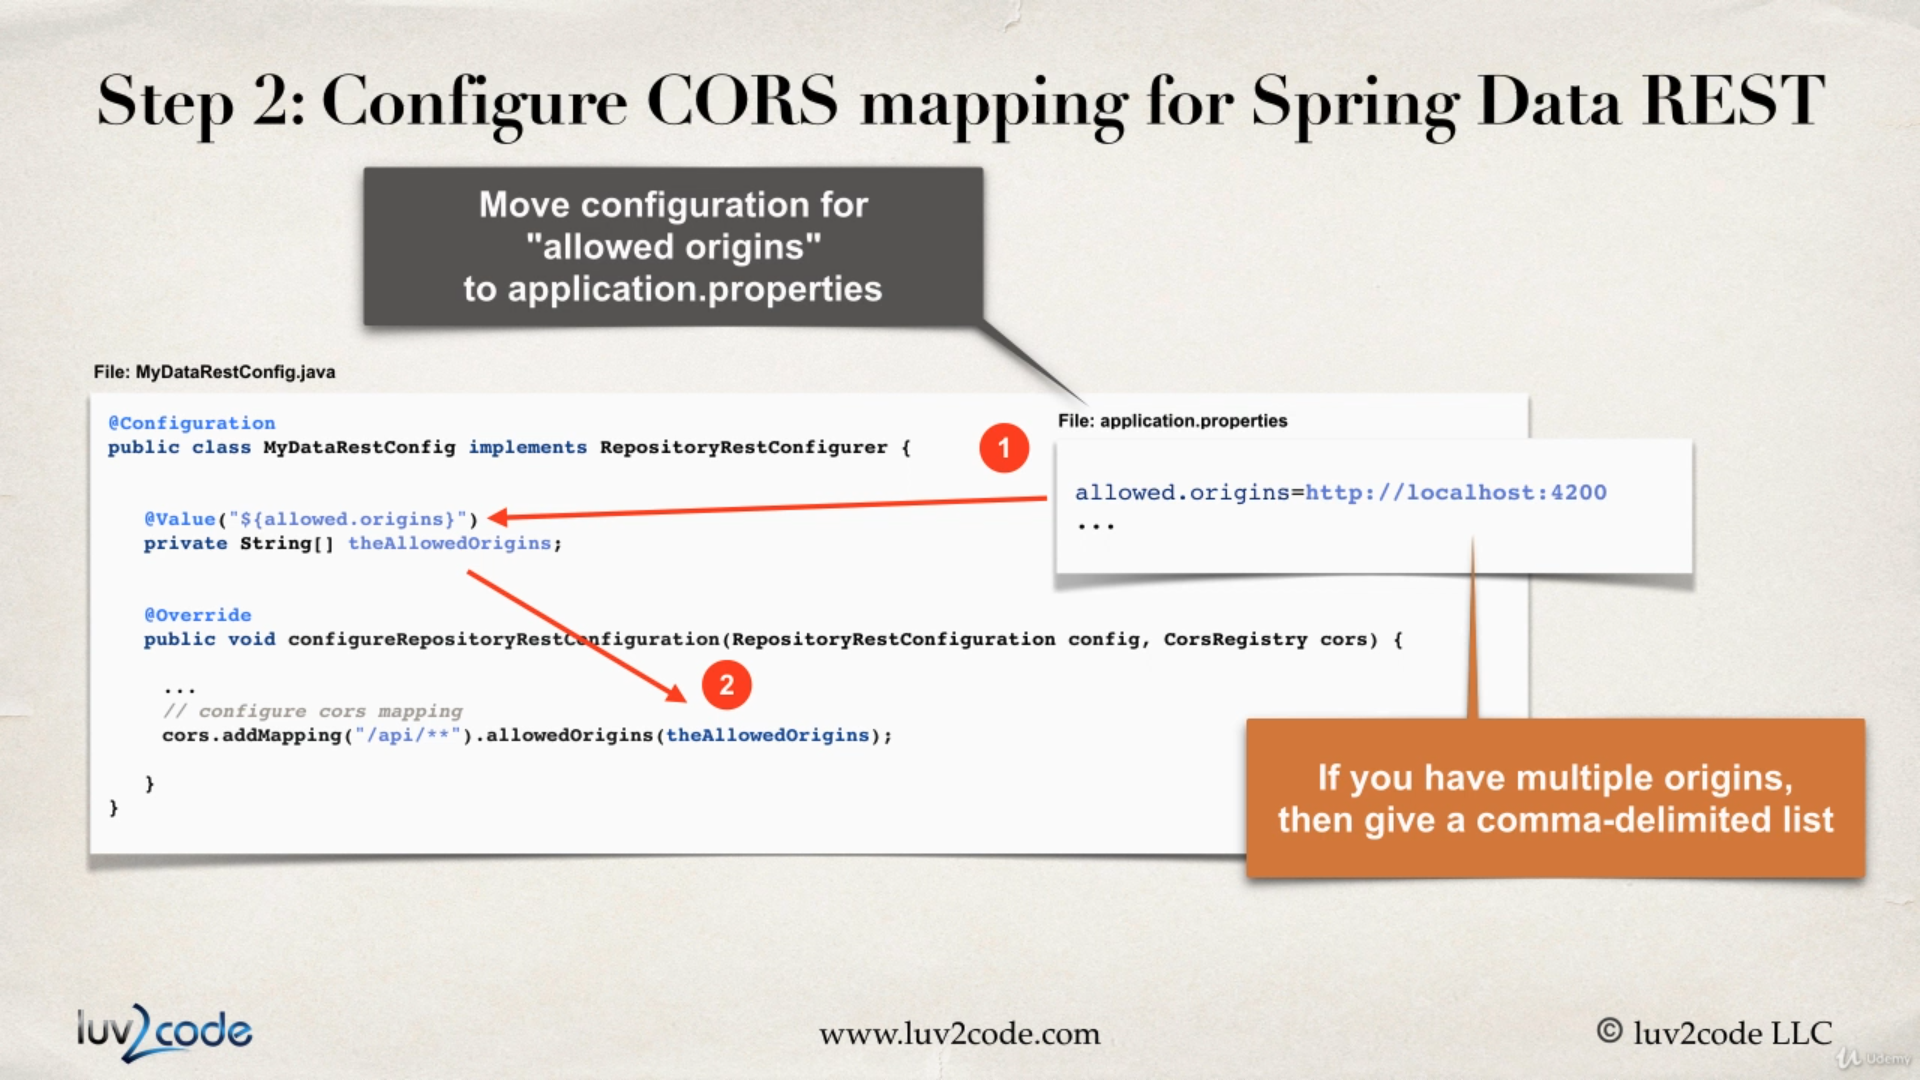 Step 2: Configure CORS mapping for Spring Data REST
Move configuration for
"allowed origins"
to application.properties
File: MyDataRestConfig.java
@Configuration
public class MyDataRestConfig implements RepositoryRestConfigurer {
@Value("${allowed.origins}")
private String[] theAllowedOrigins;
@Override
public void configureRepositoryRestConfiguration(RepositoryRestConfiguration config, CorsRegistry cors) {
...
// configure cors mapping
cors.addMapping("/api/**").allowedOrigins(theAllowedOrigins);
}
}
1
File: application.properties
allowed.origins=http://localhost:4200
...
2
If you have multiple origins,
then give a comma-delimited list
luv2code
www.luv2code.com
© luv2code LLC
Udemy